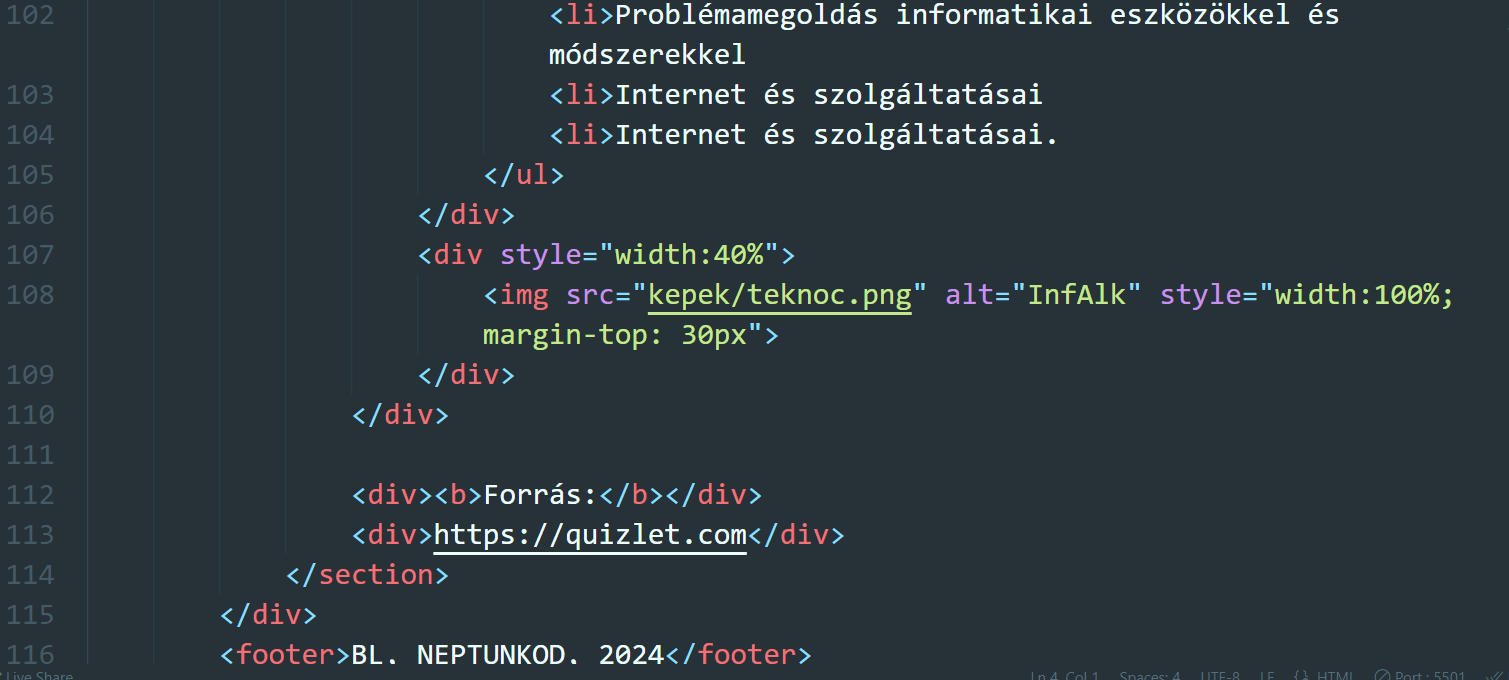 102 <li>Problémamegoldás informatikai eszközökkel és
módszerekkel
103 <li>Internet és szolgáltatásai
104 <li>Internet és szolgáltatásai.
105 </ul>
106 </div>
107 <div style="width:40%">
108 <img src="kepek/teknoc.png" alt="InfAlk" style="width:100%;
margin-top: 30px">
109 </div>
110 </div>
111
112 <div><b>Forrás:</b></div>
113 <div>https://quizlet.com</div>
114 </section>
115 </div>
116 <footer>BL. NEPTUNKOD. 2024</footer>
Live Share Ln 4, Col 1 Spaces: 4 UTF-8 LF {} HTML Port : 5501